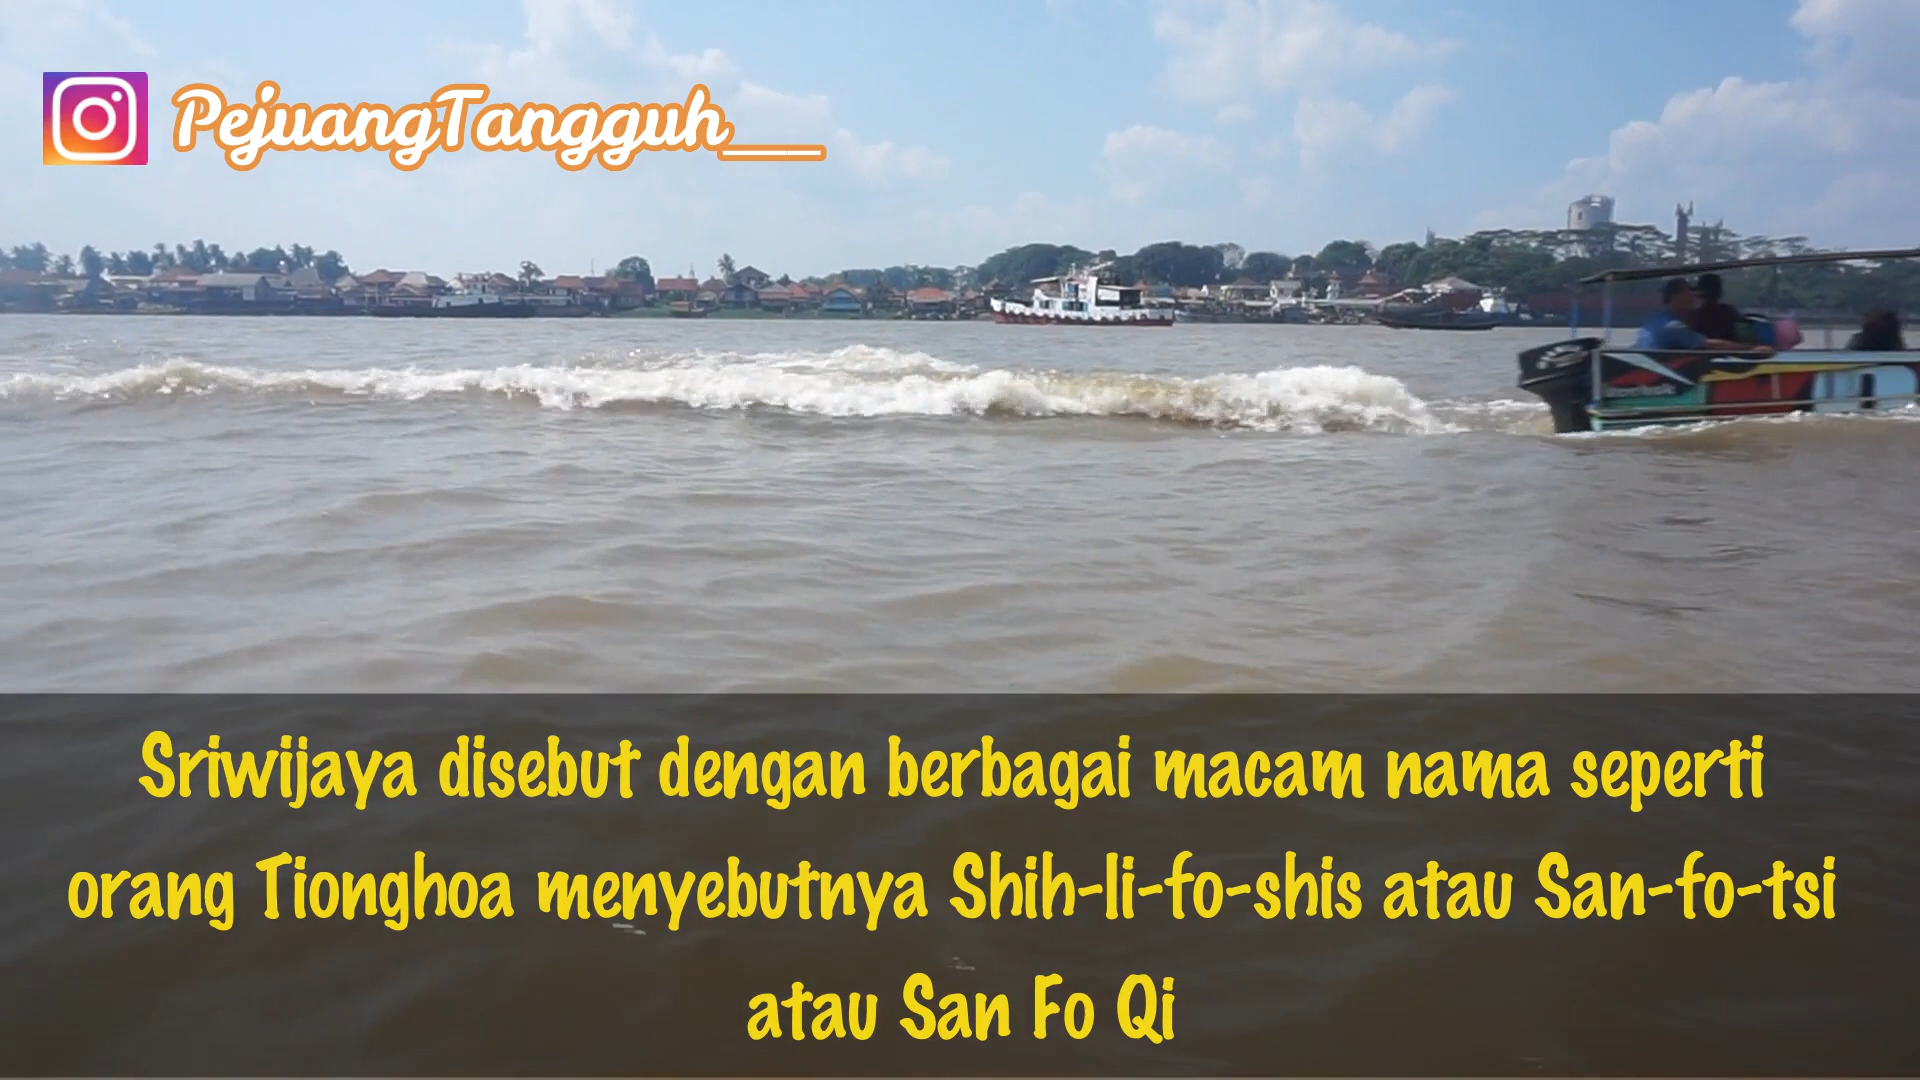 PejuangTangguh__
Sriwijaya disebut dengan berbagai macam nama seperti
orang Tionghoa menyebutnya Shih-li-fo-shis atau San-fo-tsi
atau San Fo Qi